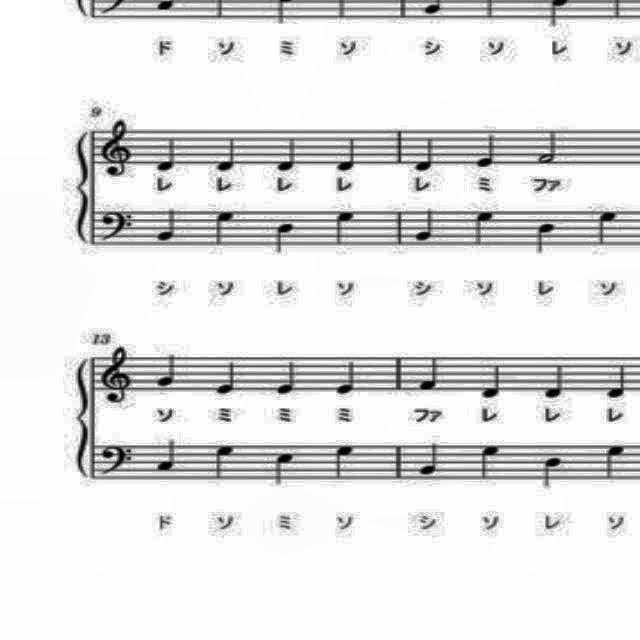 ド ソ ミ ソ シ ソ レ ソ
9
レ レ レ レ レ ミ ファ
シ ソ レ ソ シ ソ レ ソ
13
ソ ミ ミ ミ ファ レ レ レ
ド ソ ミ ソ シ ソ レ ソ